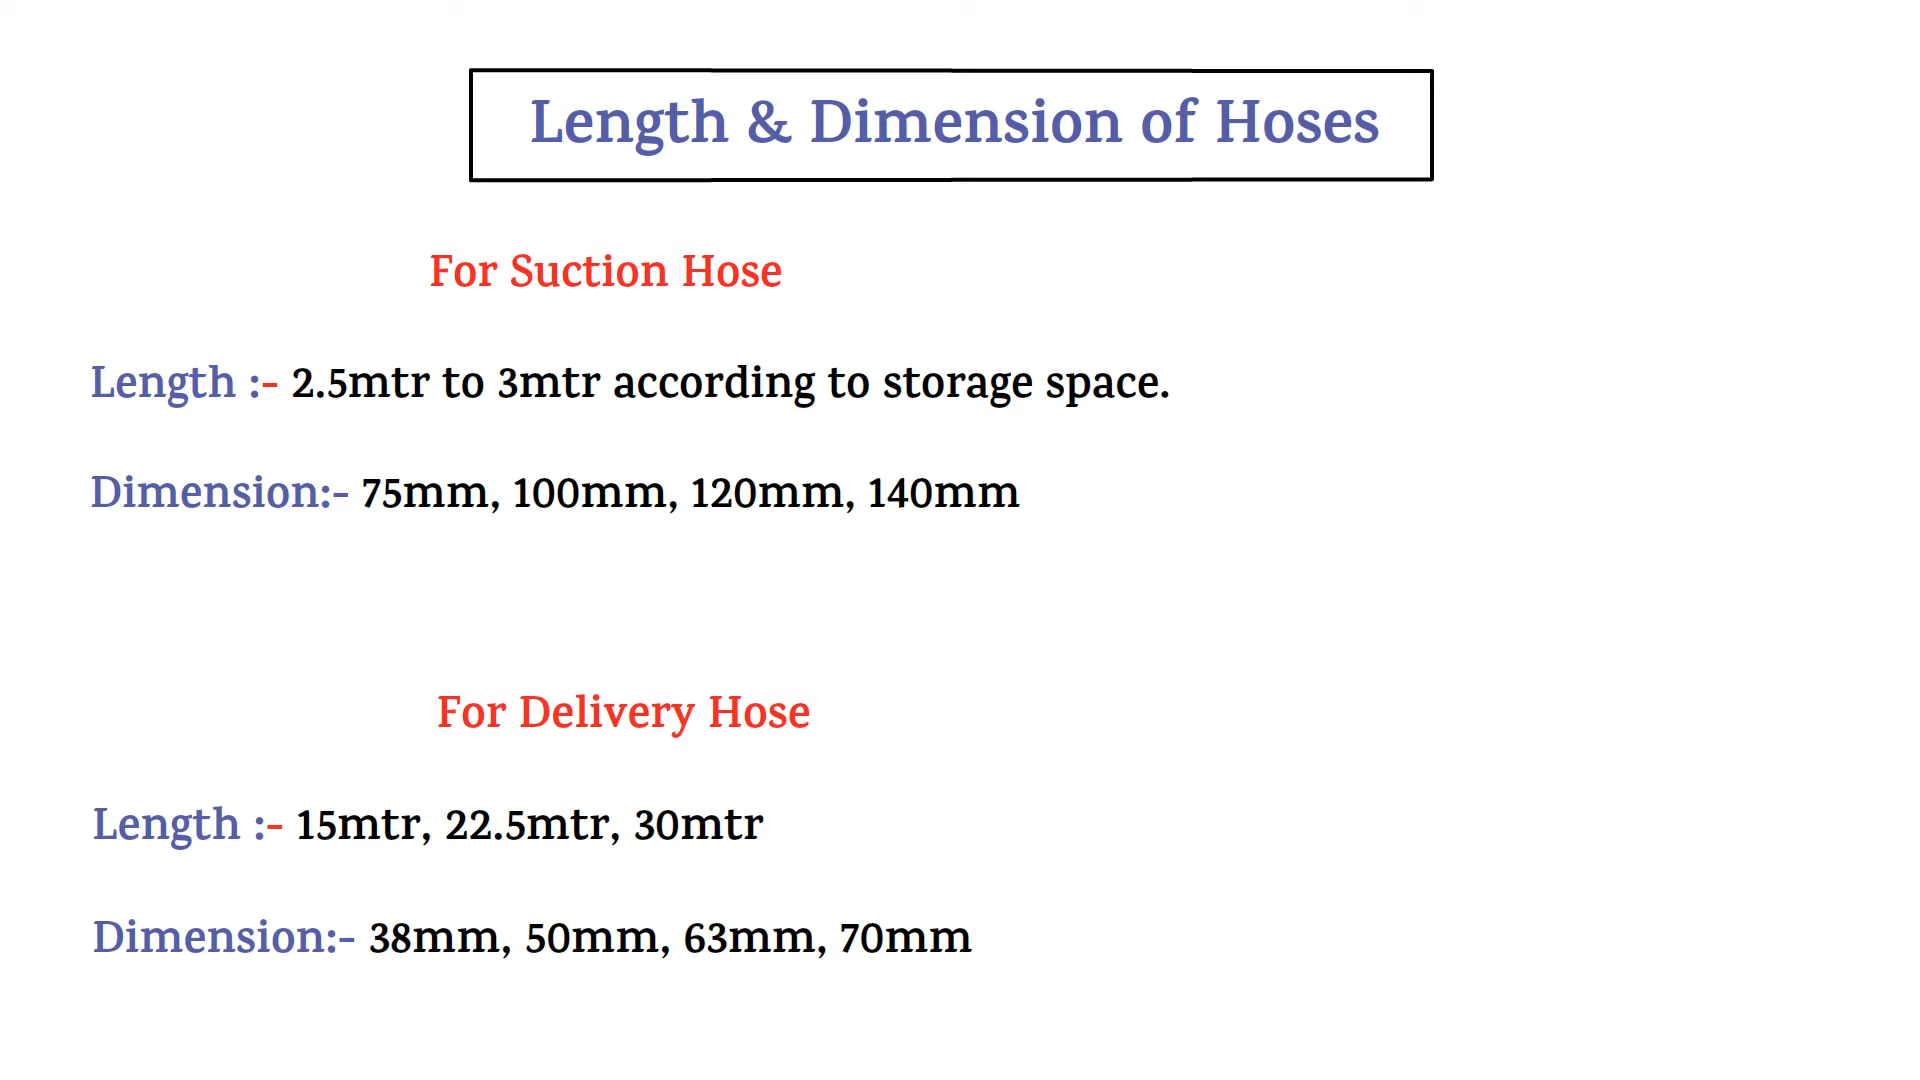 Length & Dimension of Hoses
For Suction Hose
Length :- 2.5mtr to 3mtr according to storage space.
Dimension:- 75mm, 100mm, 120mm, 140mm
For Delivery Hose
Length :- 15mtr, 22.5mtr, 30mtr
Dimension:- 38mm, 50mm, 63mm, 70mm